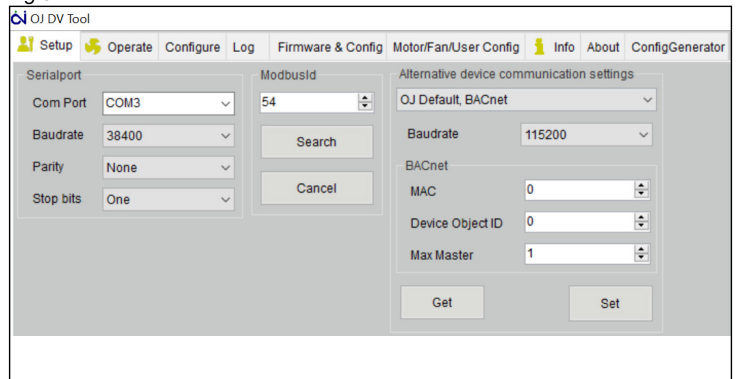 OJ DV Tool
Setup Operate Configure Log Firmware & Config Motor/Fan/User Config Info About ConfigGenerator
Serialport
Com Port COM3
Baudrate 38400
Parity None
Stop bits One
ModbusId
54
Search
Cancel
Alternative device communication settings
OJ Default, BACnet
Baudrate 115200
BACnet
MAC 0
Device Object ID 0
Max Master 1
Get Set